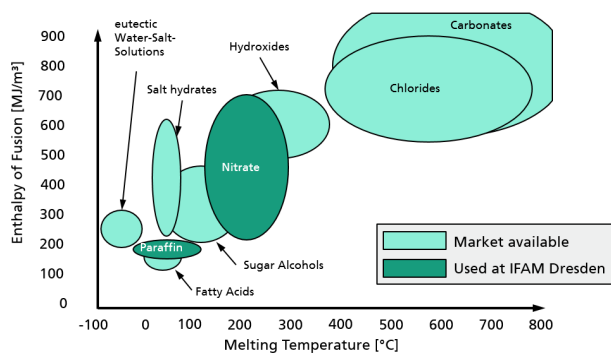 eutectic
Water-Salt-
Solutions
Hydroxides
Carbonates
Salt hydrates
Chlorides
Nitrate
Paraffin
Sugar Alcohols
Fatty Acids
Market available
Used at IFAM Dresden
Enthalpy of Fusion [MJ/m³]
900
800
700
600
500
400
300
200
100
0
-100 0 100 200 300 400 500 600 700 800
Melting Temperature [°C]